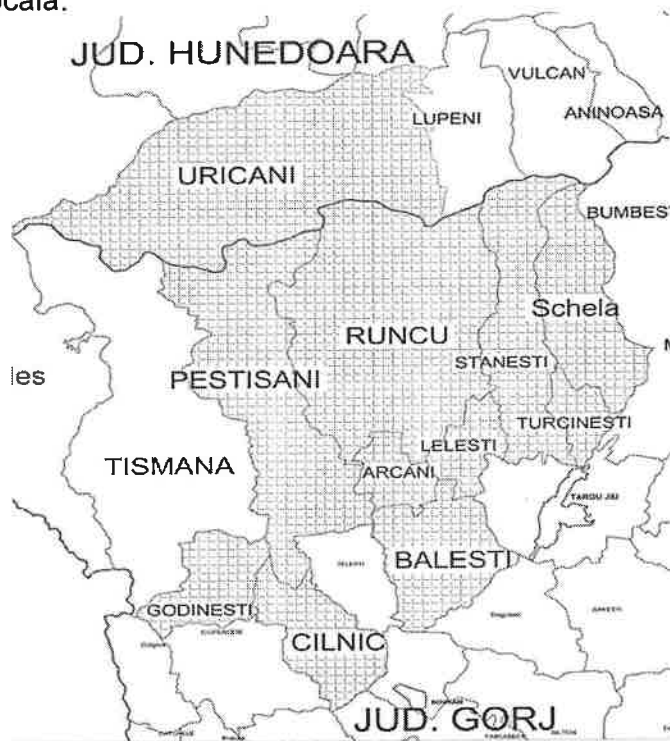 JUD. HUNEDOARA
VULCAN
LUPENI
ANINOASA
URICANI
Schela
RUNCU
STANESTI
les
PESTISANI
TURCINESTI
LELESTI
TISMANA
ARCANI
TARGU JIU
BALESTI
GODINESTI
CILNIC
JUD. GORJ